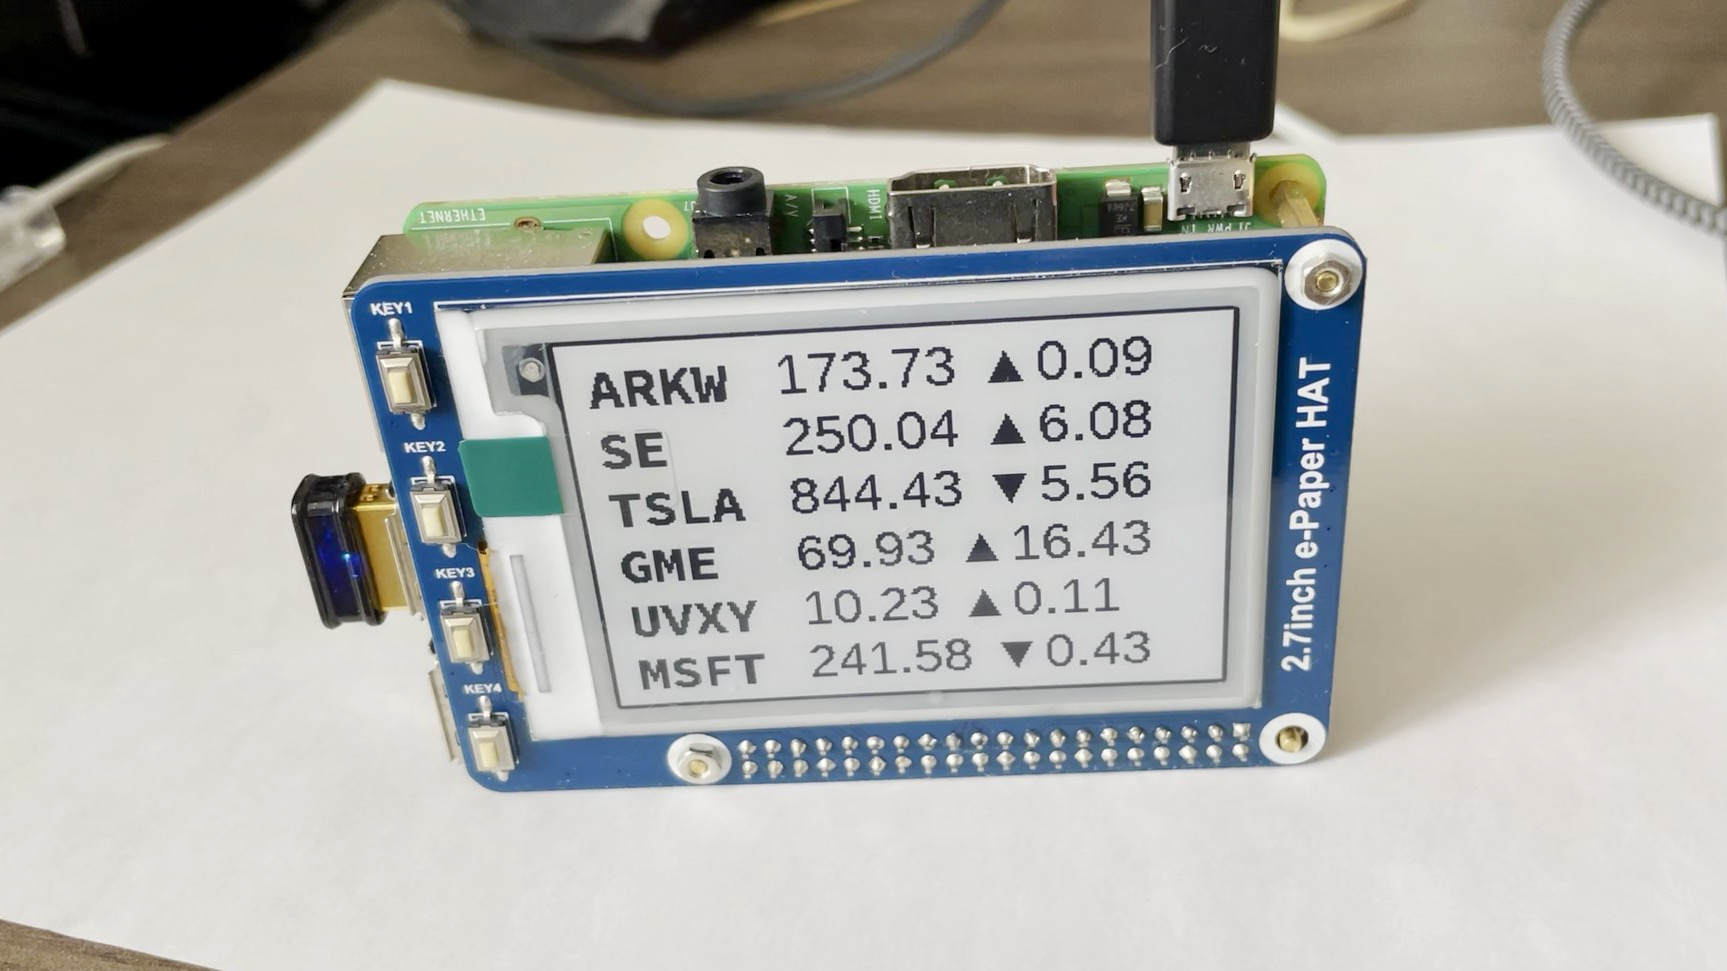 ETHERNET
A/V
HDMI
J1 PWR IN
KEY1
KEY2
KEY3
KEY4
ARKW 173.73 ▲0.09
SE 250.04 ▲6.08
TSLA 844.43 ▼5.56
GME 69.93 ▲16.43
UVXY 10.23 ▲0.11
MSFT 241.58 ▼0.43
2.7inch e-Paper HAT